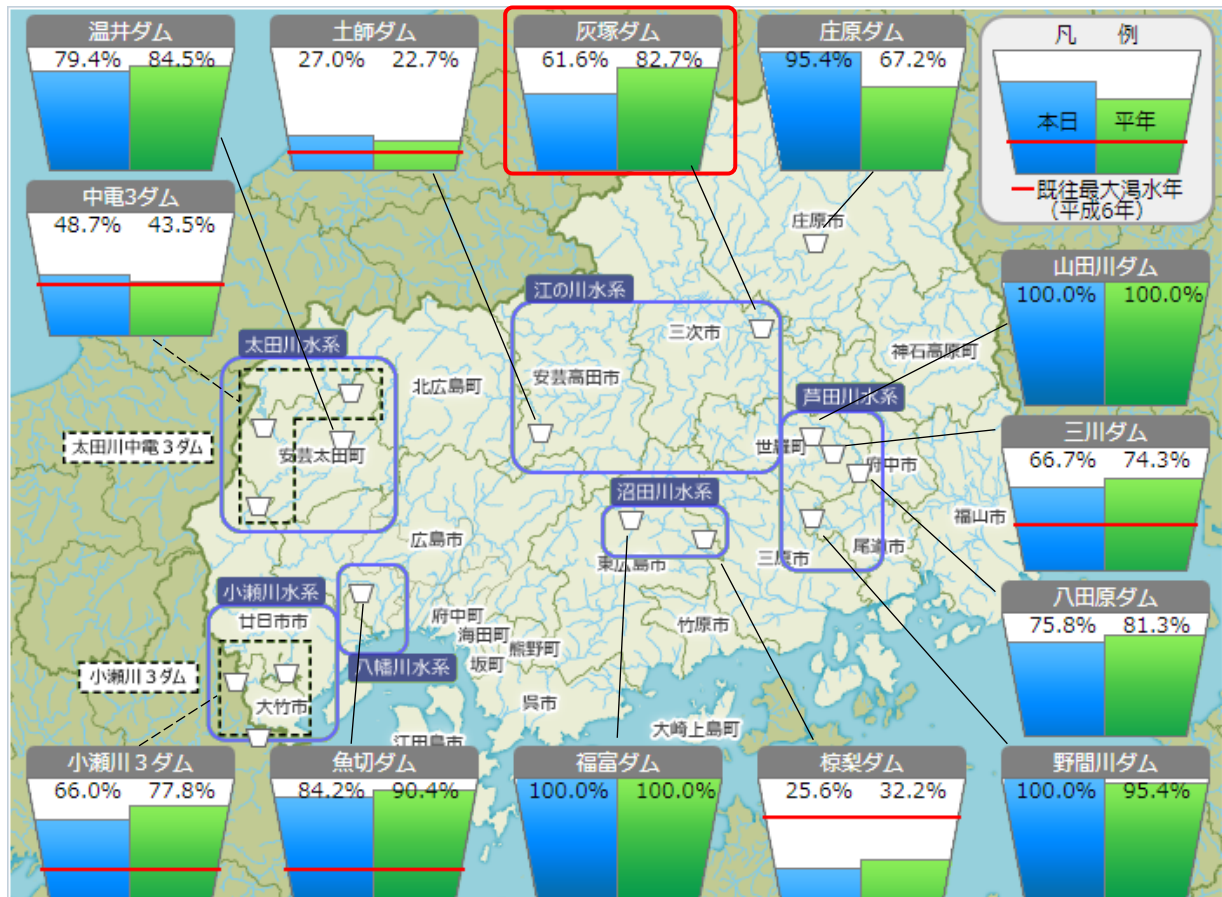 温井ダム
79.4% 84.5%
土師ダム
27.0% 22.7%
灰塚ダム
61.6% 82.7%
庄原ダム
95.4% 67.2%
凡 例
本日 平年
既往最大渇水年
(平成6年)
中電3ダム
48.7% 43.5%
庄原市
山田川ダム
100.0% 100.0%
江の川水系
三次市
神石高原町
太田川水系
北広島町
安芸高田市
芦田川水系
太田川中電3ダム
安芸太田町
世羅町
府中市
三川ダム
66.7% 74.3%
沼田川水系
福山市
広島市
東広島市
三原市
尾道市
小瀬川水系
廿日市市
府中町
海田町
熊野町
坂町
竹原市
八田原ダム
75.8% 81.3%
小瀬川3ダム
八幡川水系
大竹市
呉市
江田島市
大崎上島町
小瀬川3ダム
66.0% 77.8%
魚切ダム
84.2% 90.4%
福富ダム
100.0% 100.0%
椋梨ダム
25.6% 32.2%
野間川ダム
100.0% 95.4%